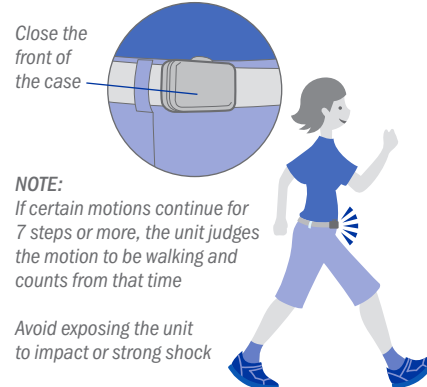 Close the
front of
the case
NOTE:
If certain motions continue for
7 steps or more, the unit judges
the motion to be walking and
counts from that time
Avoid exposing the unit
to impact or strong shock